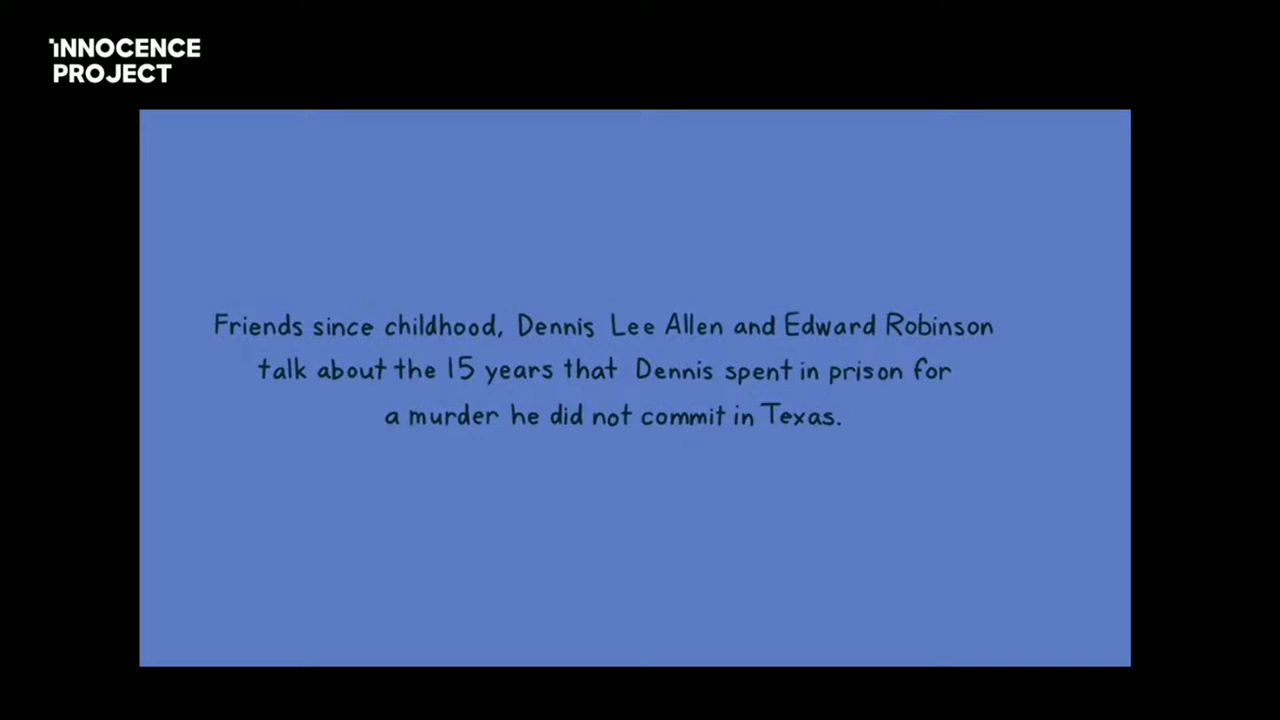 INNOCENCE
PROJECT
Friends since childhood, Dennis Lee Allen and Edward Robinson
talk about the 15 years that Dennis spent in prison for
a murder he did not commit in Texas.